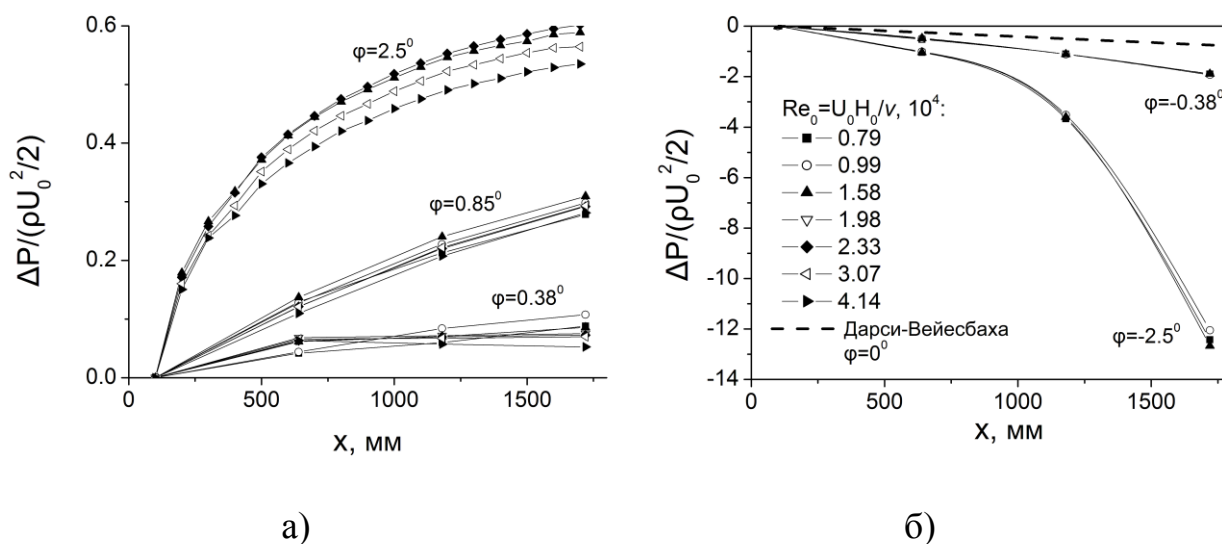 0.6
0.4
0.2
0.0
ΔP/(ρU₀²/2)
φ=2.5⁰
φ=0.85⁰
φ=0.38⁰
0 500 1000 1500
x, мм
а)
0
-2
-4
-6
-8
-10
-12
-14
ΔP/(ρU₀²/2)
φ=-0.38⁰
Re₀=U₀H₀/ν, 10⁴:
0.79
0.99
1.58
1.98
2.33
3.07
4.14
Дарси-Вейесбаха
φ=0⁰
φ=-2.5⁰
0 500 1000 1500
x, мм
б)